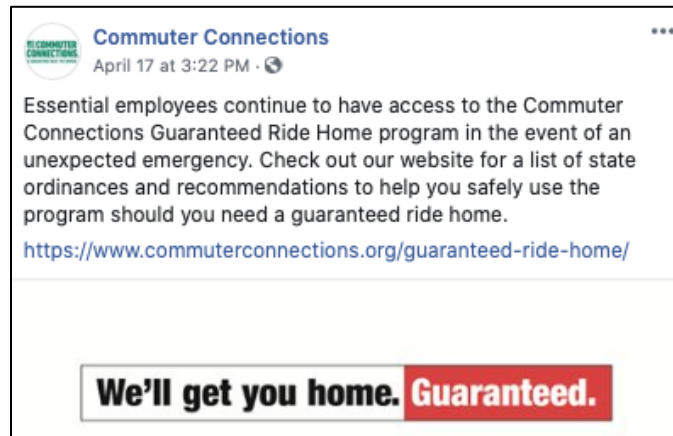 COMMUTER
CONNECTIONS
Commuter Connections
April 17 at 3:22 PM ·
Essential employees continue to have access to the Commuter
Connections Guaranteed Ride Home program in the event of an
unexpected emergency. Check out our website for a list of state
ordinances and recommendations to help you safely use the
program should you need a guaranteed ride home.
https://www.commuterconnections.org/guaranteed-ride-home/
We'll get you home. Guaranteed.